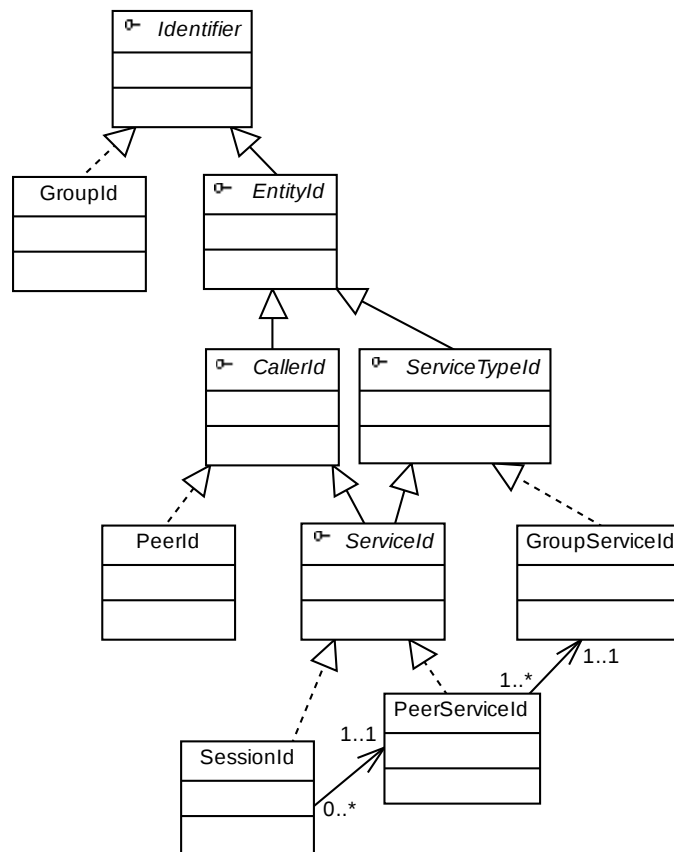 Identifier
GroupId
EntityId
CallerId
ServiceTypeId
PeerId
ServiceId
GroupServiceId
1..1
1..*
PeerServiceId
1..1
SessionId
0..*